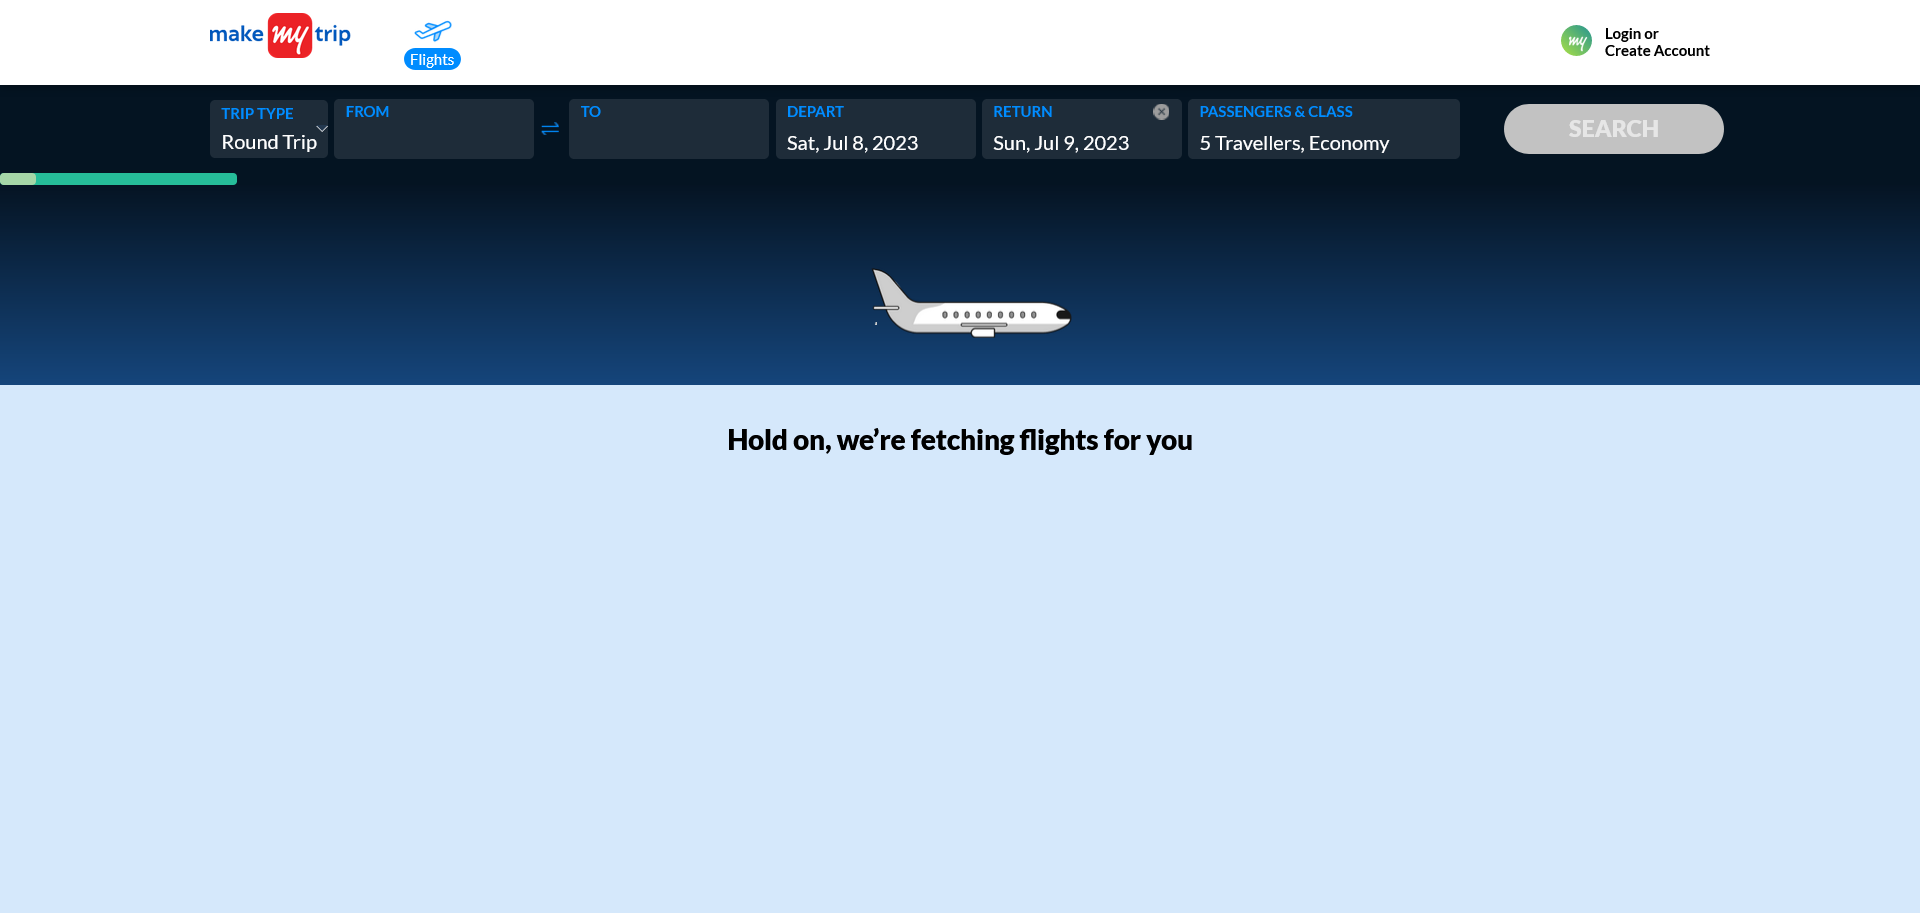 make my trip
Flights
my
Login or
Create Account
TRIP TYPE
Round Trip
FROM
TO
DEPART
Sat, Jul 8, 2023
RETURN
Sun, Jul 9, 2023
PASSENGERS & CLASS
5 Travellers, Economy
SEARCH
Hold on, we’re fetching flights for you